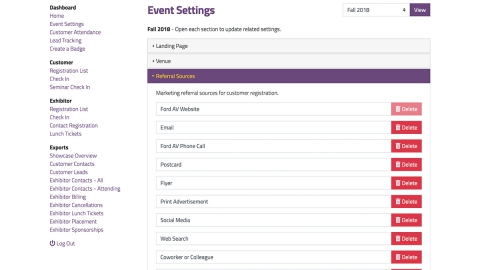 Dashboard
Home
Event Settings
Customer Attendance
Lead Tracking
Create a Badge
Customer
Registration List
Check In
Seminar Check In
Exhibitor
Registration List
Check In
Contact Registration
Lunch Tickets
Exports
Showcase Overview
Customer Contacts
Customer Leads
Exhibitor Contacts - All
Exhibitor Contacts - Attending
Exhibitor Billing
Exhibitor Cancellations
Exhibitor Lunch Tickets
Exhibitor Placement
Exhibitor Sponsorships
Log Out
Event Settings
Fall 2018
View
Fall 2018 - Open each section to update related settings.
Landing Page
Venue
Referral Sources
Marketing referral sources for customer registration.
Ford AV Website Delete
Email Delete
Ford AV Phone Call Delete
Postcard Delete
Flyer Delete
Print Advertisement Delete
Social Media Delete
Web Search Delete
Coworker or Colleague Delete